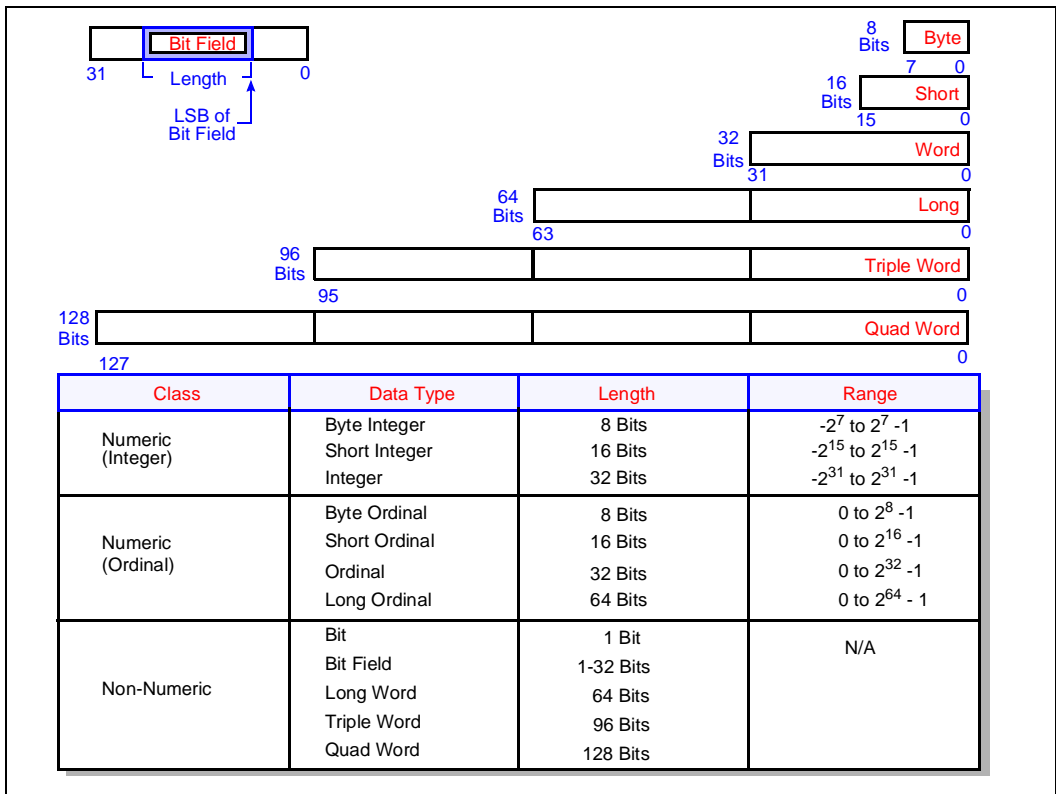 Bit Field
31 Length 0
LSB of
Bit Field
8
Bits Byte
7 0
16
Bits Short
15 0
32
Bits Word
31 0
64
Bits Long
63 0
96
Bits Triple Word
95 0
128
Bits Quad Word
127 0
Class Data Type Length Range
Numeric
(Integer)
Byte Integer 8 Bits -2^7 to 2^7 -1
Short Integer 16 Bits -2^15 to 2^15 -1
Integer 32 Bits -2^31 to 2^31 -1
Numeric
(Ordinal)
Byte Ordinal 8 Bits 0 to 2^8 -1
Short Ordinal 16 Bits 0 to 2^16 -1
Ordinal 32 Bits 0 to 2^32 -1
Long Ordinal 64 Bits 0 to 2^64 - 1
Non-Numeric
Bit 1 Bit N/A
Bit Field 1-32 Bits
Long Word 64 Bits
Triple Word 96 Bits
Quad Word 128 Bits